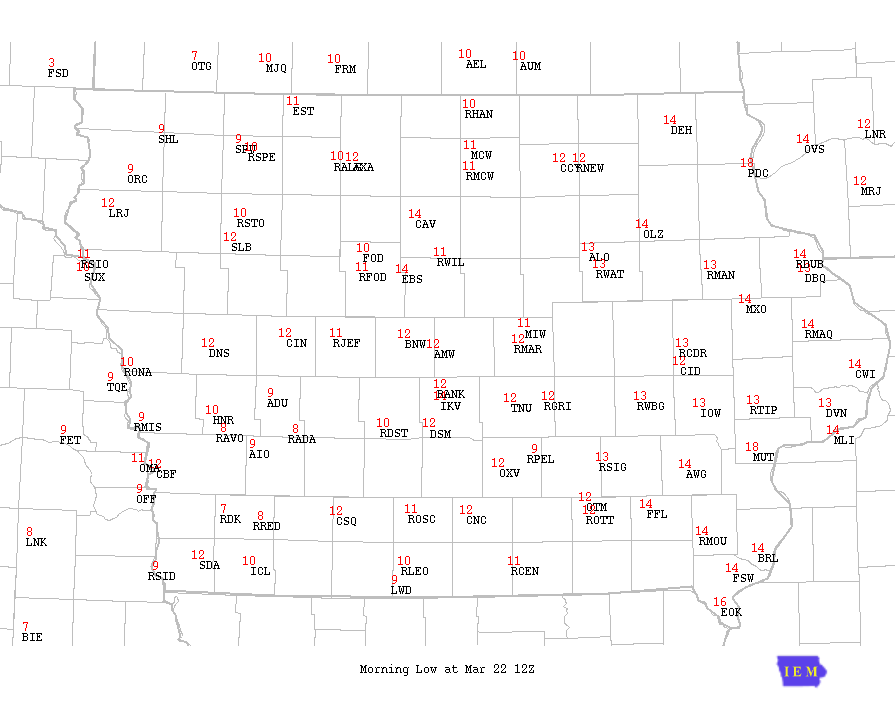 3 FSD
7 OTG
10 MJQ
10 FRM
10 AEL
10 AUM
11 EST
10 RHAN
14 DEH
12 LNR
14 OVS
9 SHL
9
RSPE
10 12 AXA
11 MCW
11 RMCW
12 12 RNEW
18 PDC
12 MRJ
9 ORC
12 LRJ
10 RSTO
12 SLB
14 CAV
14 OLZ
11 RSIO
SUX
10 FOD
11 RFOD
14 EBS
11 RWIL
13 ALO
13 RWAT
13 RMAN
14 RDUB
DBQ
14 MXO
14 RMAQ
12 DNS
12 CIN
11 RJEF
12 BNW
12 AMW
11 MIW
12 RMAR
13 RCDR
12 CID
14 CWI
10 RONA
9 TQE
9 ADU
12 RANK
IKV
12 TNU
12 RGRI
13 RWBG
13 IOW
13 RTIP
13 DVN
14 MLI
10 HNR
8 RAVO
9 RMIS
9 FET
8 RADA
10 RDST
12 DSM
9 AIO
9 RPEL
12 OXV
13 RSIG
14 AWG
18 MUT
11 OMA
12 CBF
9 OFF
7 RDK
8 RRED
12 CSQ
11 ROSC
12 CNC
12 OTM
12 ROTT
14 FFL
14 RMOU
14 BRL
8 LNK
9 RSID
12 SDA
10 ICL
10 RLEO
9 LWD
11 RCEN
14 FSW
16 EOK
7 BIE
Morning Low at Mar 22 12Z
IEM